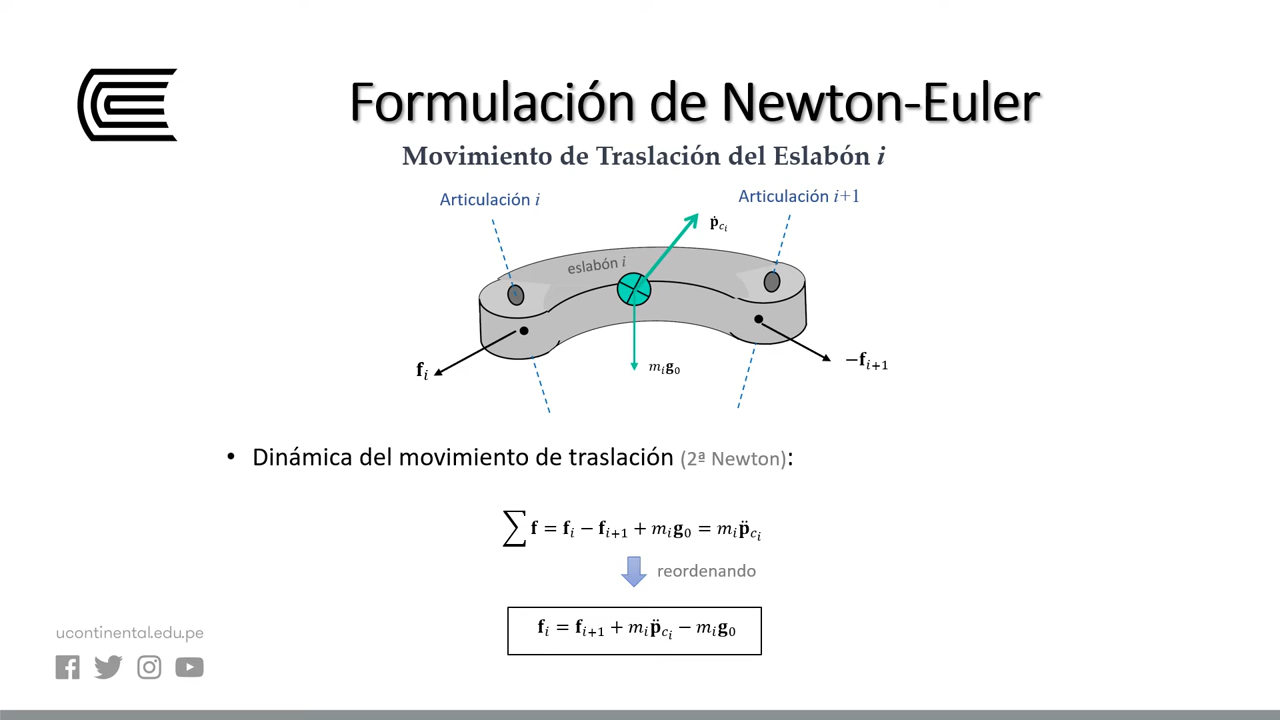 Formulación de Newton-Euler
Movimiento de Traslación del Eslabón i
Articulación i
Articulación i+1
ṗ_{c_i}
eslabón i
f_i
m_i g_0
−f_{i+1}
• Dinámica del movimiento de traslación (2ª Newton):
∑ f = f_i − f_{i+1} + m_i g_0 = m_i p̈_{c_i}
reordenando
f_i = f_{i+1} + m_i p̈_{c_i} − m_i g_0
ucontinental.edu.pe